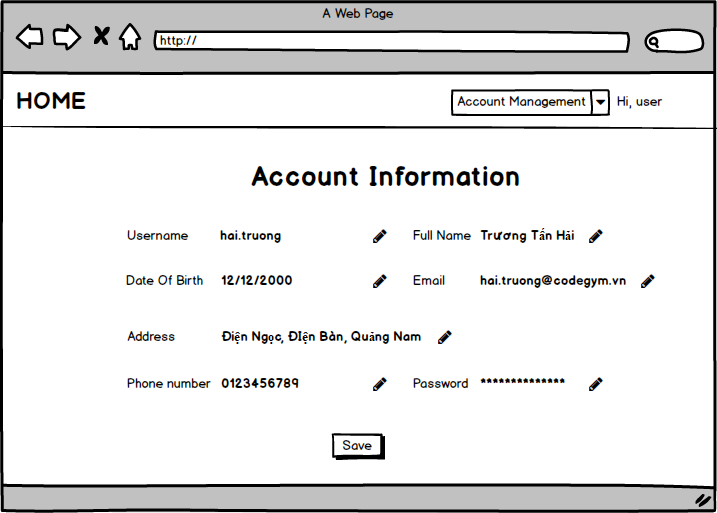 A Web Page
http://
HOME
Account Management
Hi, user
Account Information
Username hai.truong
Full Name Trương Tấn Hải
Date Of Birth 12/12/2000
Email hai.truong@codegym.vn
Address Điện Ngọc, ĐIện Bàn, Quảng Nam
Phone number 0123456789
Password **************
Save